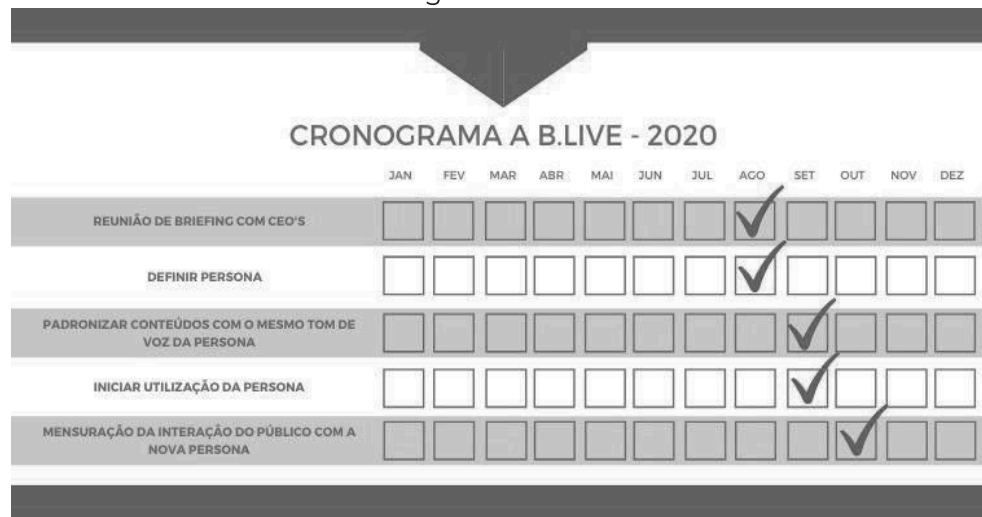 CRONOGRAMA A B.LIVE - 2020
JAN FEV MAR ABR MAI JUN JUL AGO SET OUT NOV DEZ
REUNIÃO DE BRIEFING COM CEO'S
DEFINIR PERSONA
PADRONIZAR CONTEÚDOS COM O MESMO TOM DE
VOZ DA PERSONA
INICIAR UTILIZAÇÃO DA PERSONA
MENSURAÇÃO DA INTERAÇÃO DO PÚBLICO COM A
NOVA PERSONA